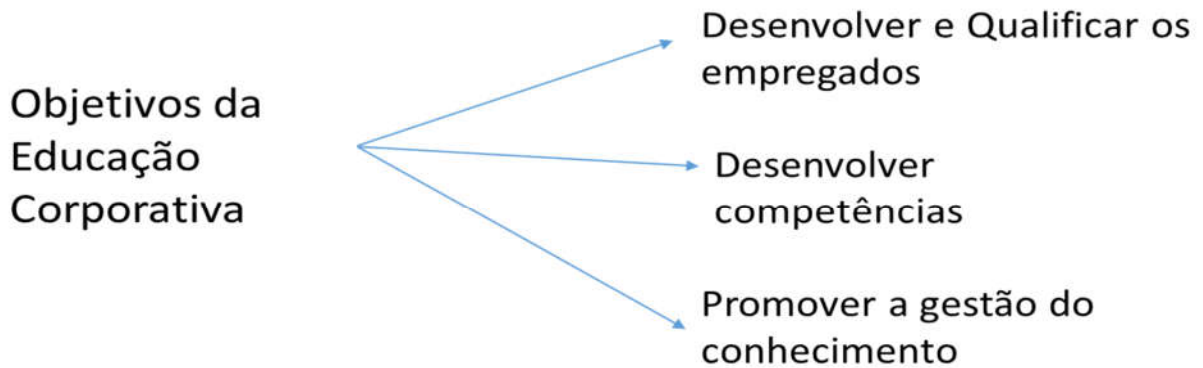 Objetivos da
Educação
Corporativa
Desenvolver e Qualificar os
empregados
Desenvolver
competências
Promover a gestão do
conhecimento